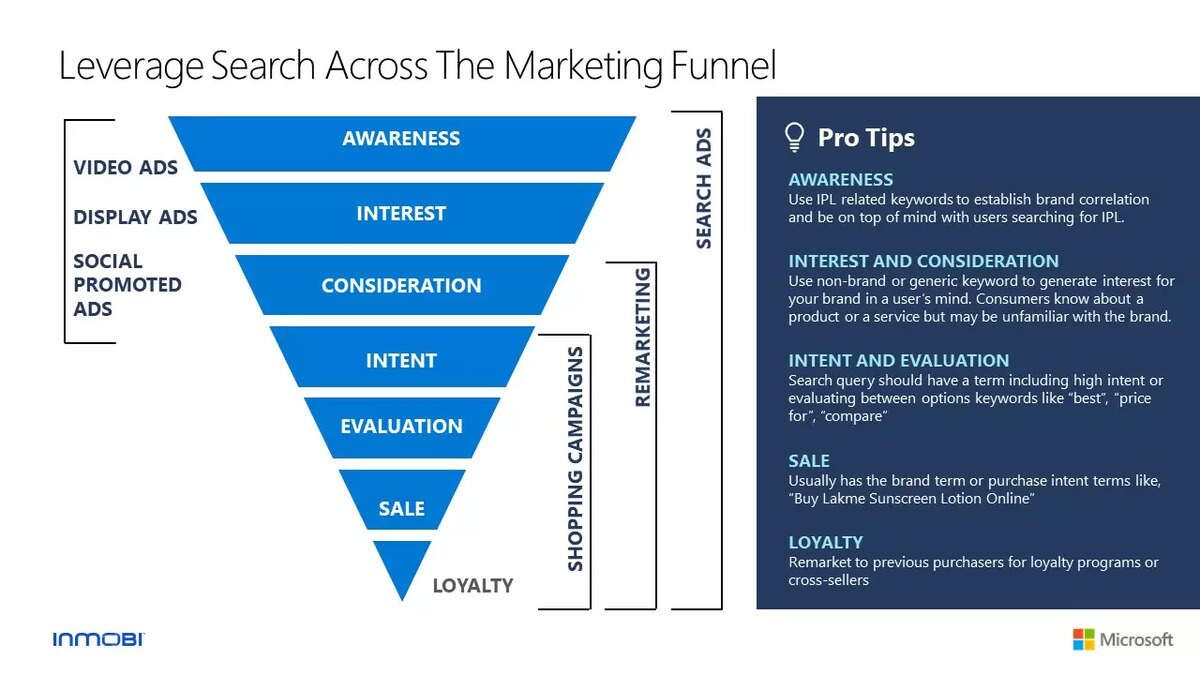 Leverage Search Across The Marketing Funnel
VIDEO ADS
DISPLAY ADS
SOCIAL
PROMOTED
ADS
AWARENESS
INTEREST
CONSIDERATION
INTENT
EVALUATION
SALE
LOYALTY
SHOPPING CAMPAIGNS
REMARKETING
SEARCH ADS
Pro Tips
AWARENESS
Use IPL related keywords to establish brand correlation
and be on top of mind with users searching for IPL.
INTEREST AND CONSIDERATION
Use non-brand or generic keyword to generate interest for
your brand in a user’s mind. Consumers know about a
product or a service but may be unfamiliar with the brand.
INTENT AND EVALUATION
Search query should have a term including high intent or
evaluating between options keywords like “best”, “price
for”, “compare”
SALE
Usually has the brand term or purchase intent terms like,
“Buy Lakme Sunscreen Lotion Online”
LOYALTY
Remarket to previous purchasers for loyalty programs or
cross-sellers
INMOBI
Microsoft